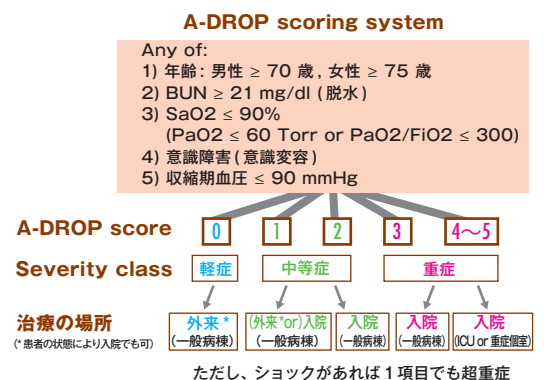 A-DROP scoring system
Any of:
1) 年齢: 男性 ≥ 70 歳, 女性 ≥ 75 歳
2) BUN ≥ 21 mg/dl (脱水)
3) SaO2 ≤ 90%
(PaO2 ≤ 60 Torr or PaO2/FiO2 ≤ 300)
4) 意識障害(意識変容)
5) 収縮期血圧 ≤ 90 mmHg
A-DROP score 0 1 2 3 4～5
Severity class 軽症 中等症 重症
治療の場所 外来* (外来*or)入院 入院 入院 入院
(*患者の状態により入院でも可) (一般病棟) (一般病棟) (一般病棟) (一般病棟) (ICU or 重症個室)
ただし、ショックがあれば1項目でも超重症